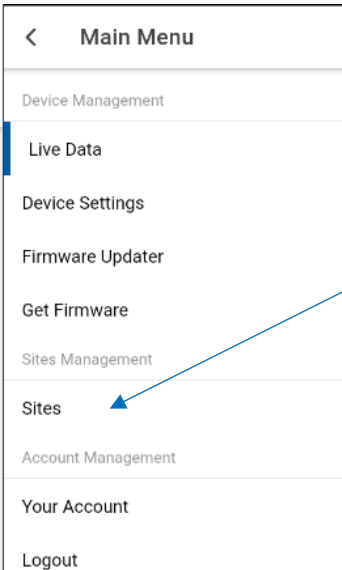 Main Menu
Device Management
Live Data
Device Settings
Firmware Updater
Get Firmware
Sites Management
Sites
Account Management
Your Account
Logout